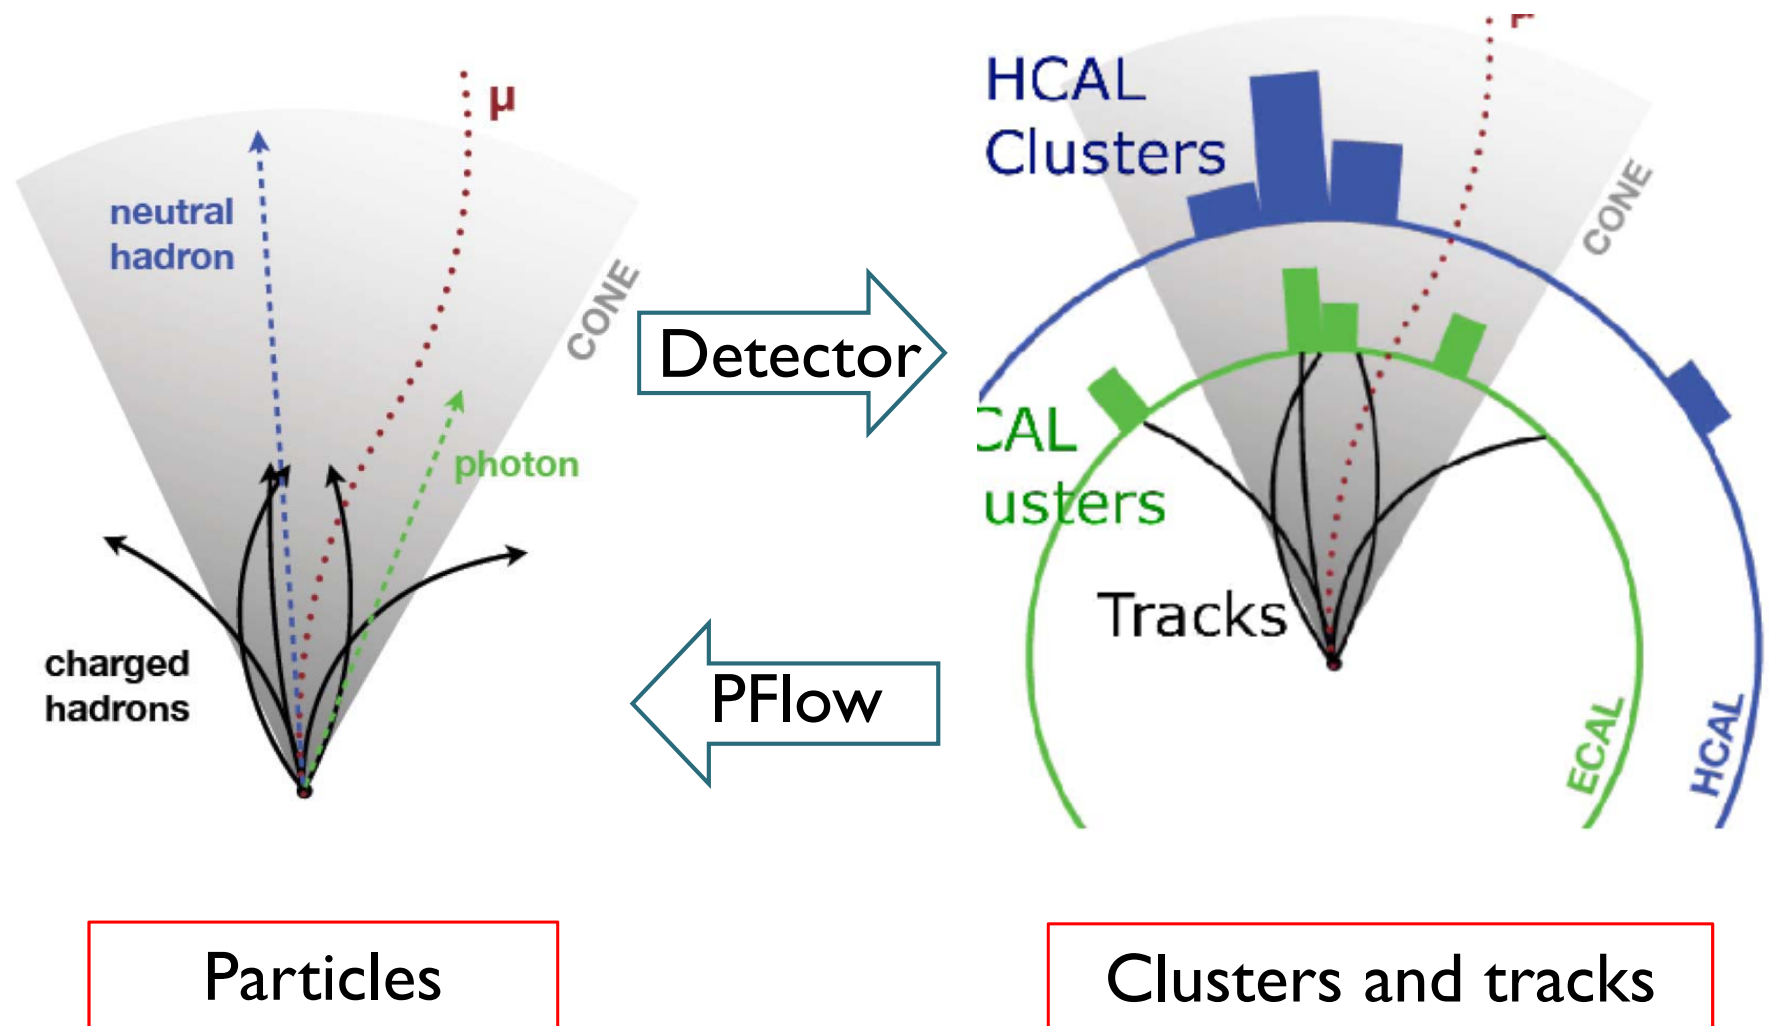 μ
neutral
hadron
CONE
photon
charged
hadrons
Detector
PFlow
HCAL
Clusters
CONE
CAL
usters
Tracks
ECAL
HCAL
Particles
Clusters and tracks